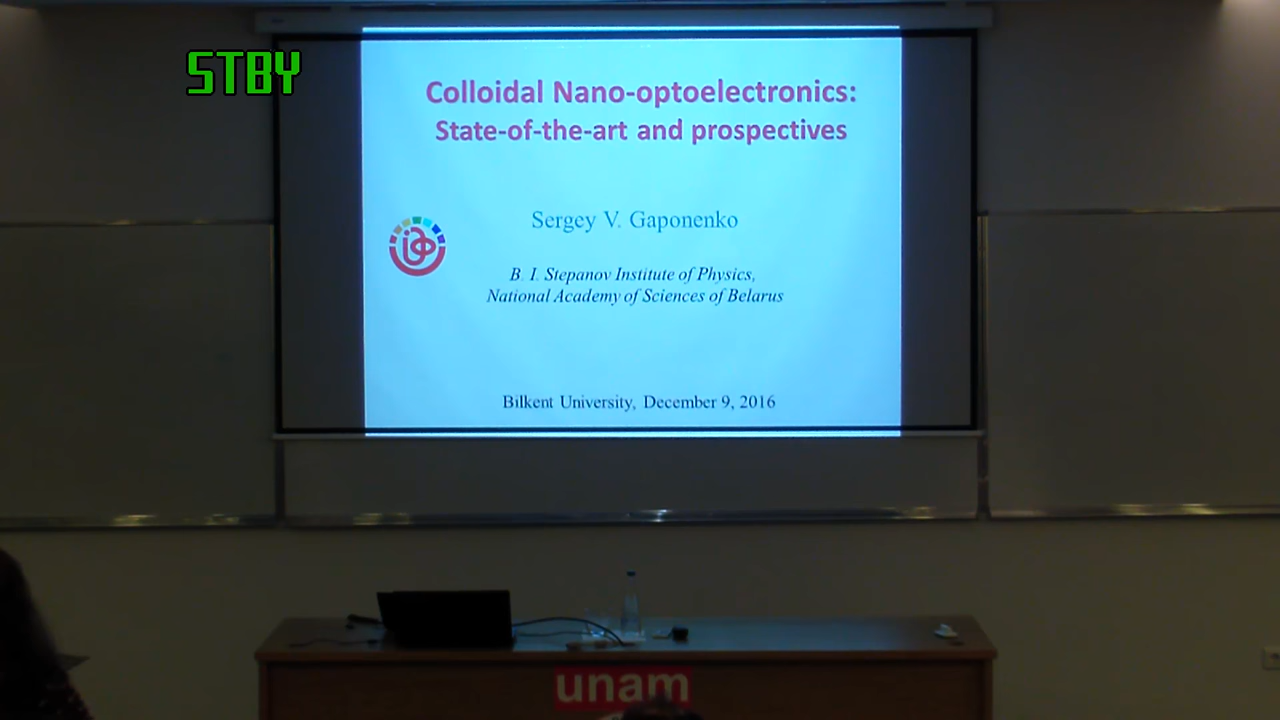 STBY
Colloidal Nano-optoelectronics:
State-of-the-art and prospectives
Sergey V. Gaponenko
B. I. Stepanov Institute of Physics,
National Academy of Sciences of Belarus
Bilkent University, December 9, 2016
unam